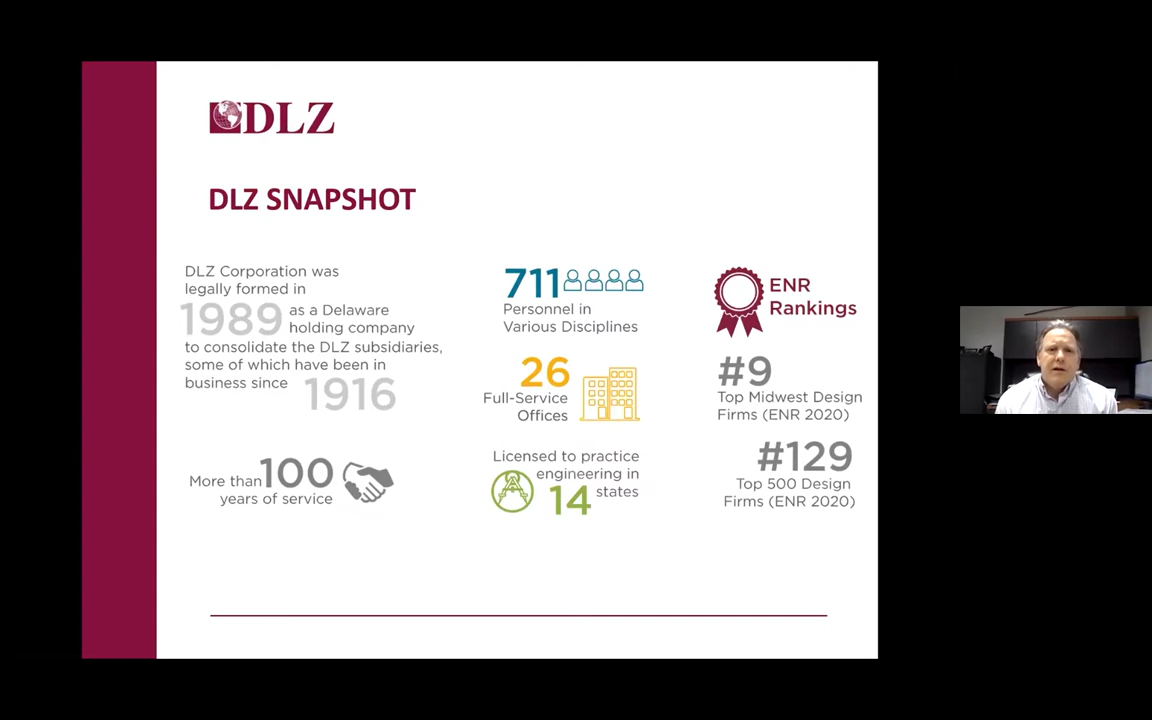 DLZ
DLZ SNAPSHOT
DLZ Corporation was
legally formed in
1989 as a Delaware
holding company
to consolidate the DLZ subsidiaries,
some of which have been in
business since 1916
More than 100
years of service
711
Personnel in
Various Disciplines
26
Full-Service
Offices
Licensed to practice
engineering in
14 states
ENR
Rankings
#9
Top Midwest Design
Firms (ENR 2020)
#129
Top 500 Design
Firms (ENR 2020)